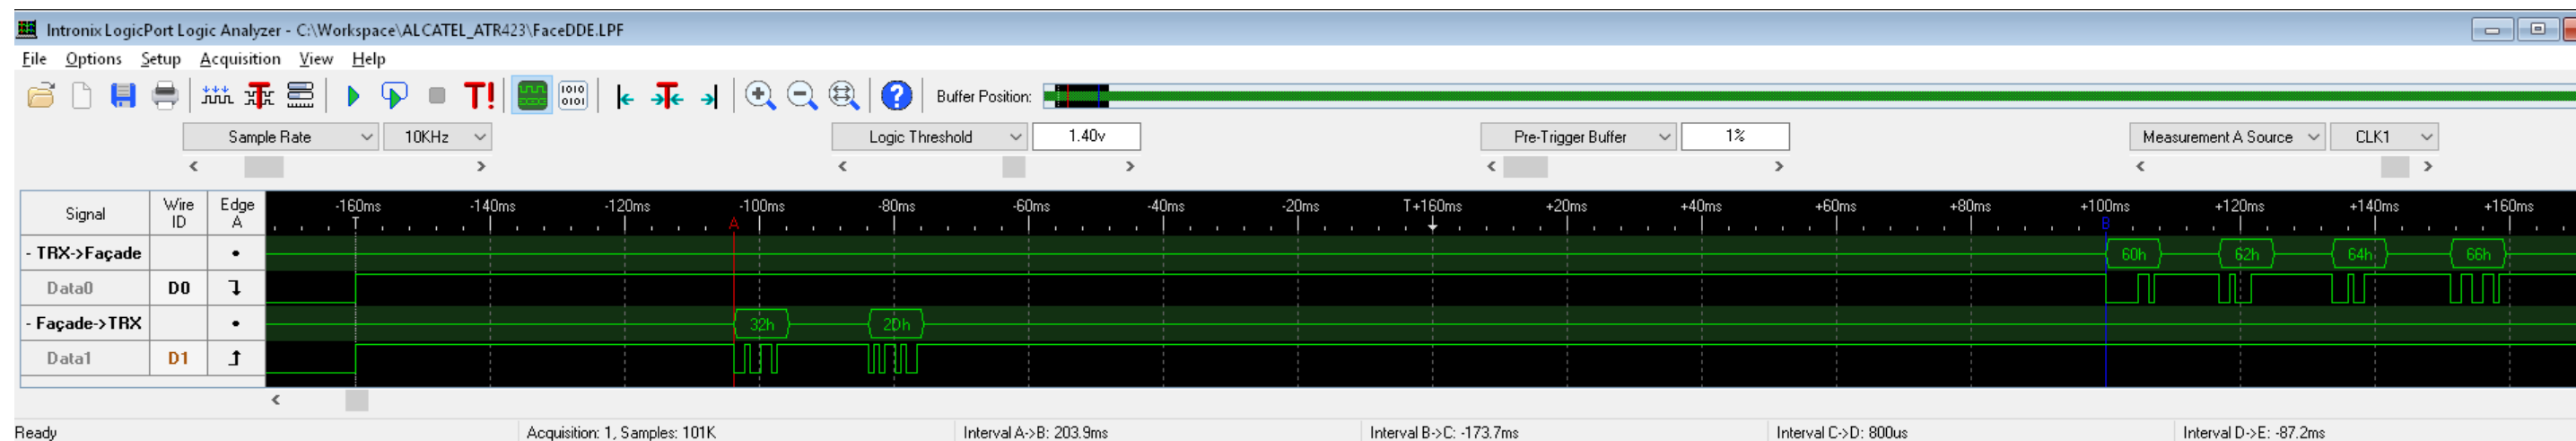 Intronix LogicPort Logic Analyzer - C:\Workspace\ALCATEL_ATR423\FaceDDE.LPF
File Options Setup Acquisition View Help
T! 1010 0101 ? Buffer Position:
Sample Rate 10KHz Logic Threshold 1.40v Pre-Trigger Buffer 1% Measurement A Source CLK1
Signal Wire ID Edge A -160ms -140ms -120ms -100ms -80ms -60ms -40ms -20ms T+160ms +20ms +40ms +60ms +80ms +100ms +120ms +140ms +160ms
T A B
- TRX->Façade 60h 62h 64h 66h
Data0 D0
- Façade->TRX 32h 2Dh
Data1 D1
Ready Acquisition: 1, Samples: 101K Interval A->B: 203.9ms Interval B->C: -173.7ms Interval C->D: 800us Interval D->E: -87.2ms